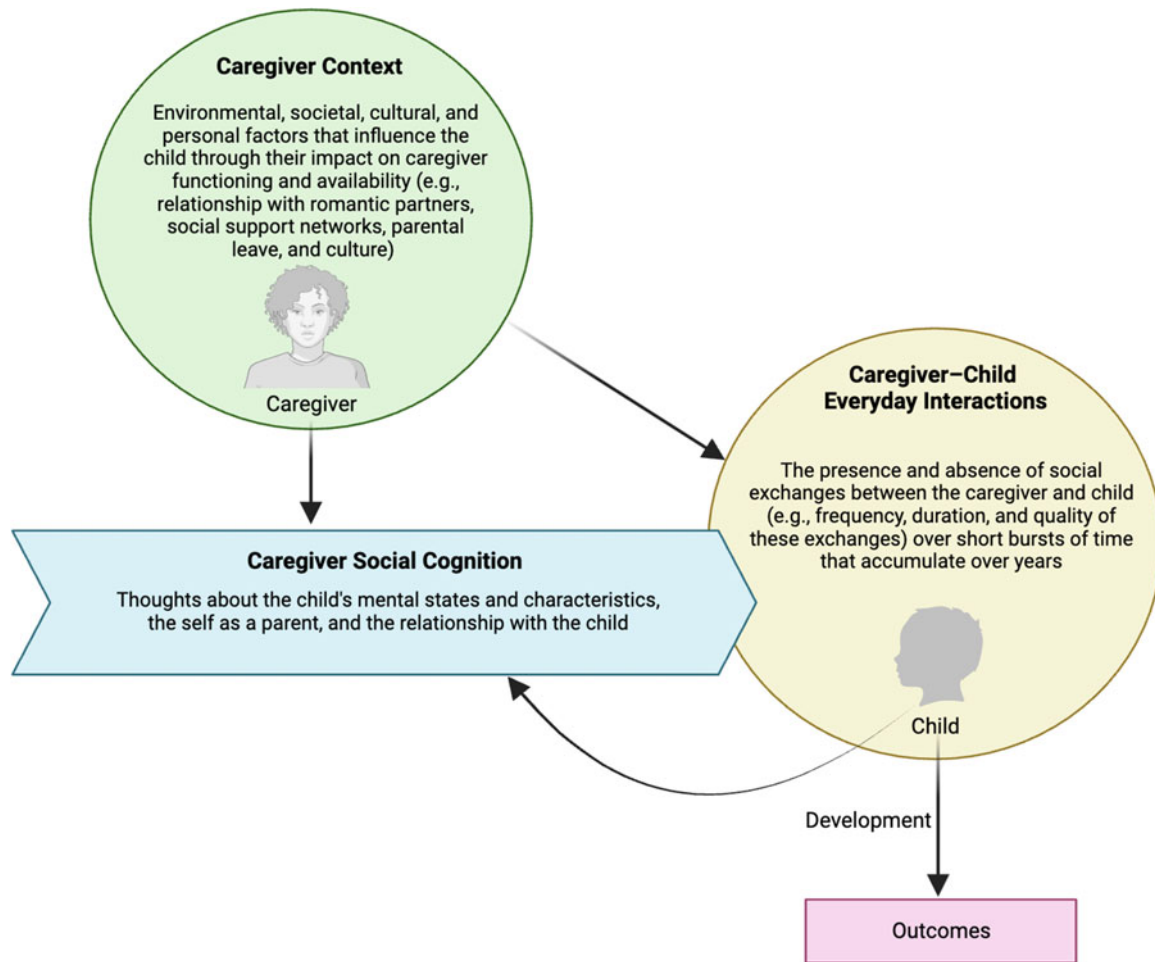 Caregiver Context
Environmental, societal, cultural, and
personal factors that influence the
child through their impact on caregiver
functioning and availability (e.g.,
relationship with romantic partners,
social support networks, parental
leave, and culture)
Caregiver
Caregiver–Child
Everyday Interactions
The presence and absence of social
exchanges between the caregiver and child
(e.g., frequency, duration, and quality of
these exchanges) over short bursts of time
that accumulate over years
Caregiver Social Cognition
Thoughts about the child's mental states and characteristics,
the self as a parent, and the relationship with the child
Child
Development
Outcomes